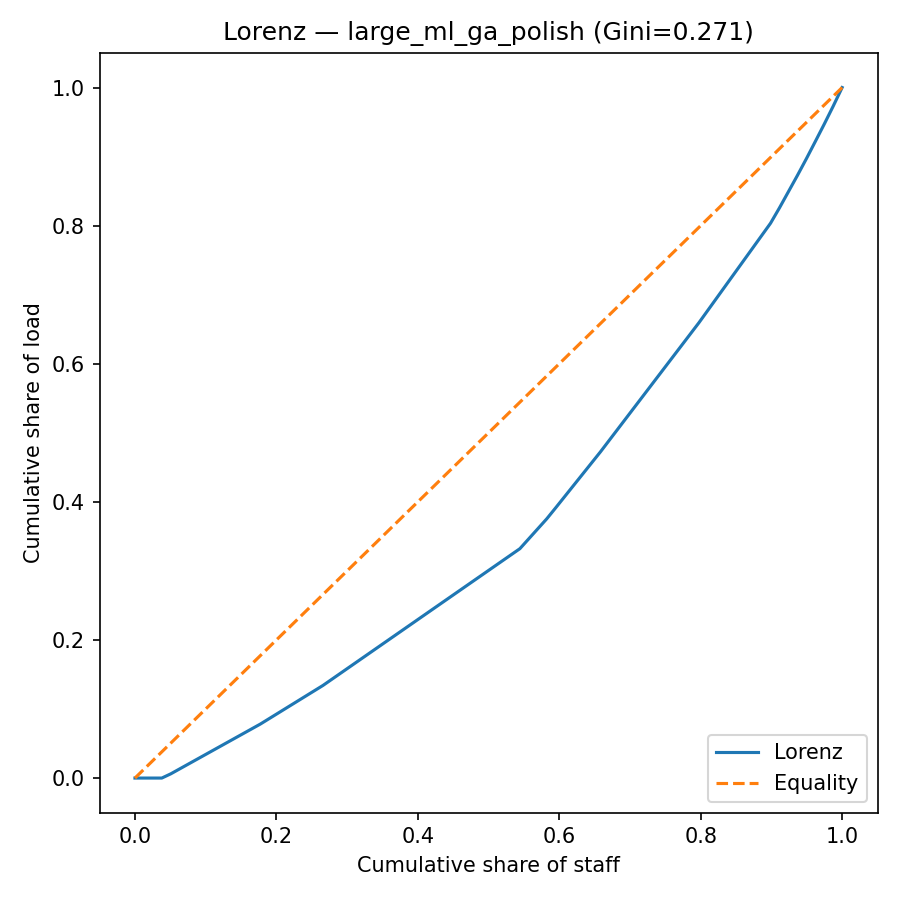 Lorenz — large_ml_ga_polish (Gini=0.271)
Cumulative share of load
1.0
0.8
0.6
0.4
0.2
0.0
0.0 0.2 0.4 0.6 0.8 1.0
Cumulative share of staff
Lorenz
Equality